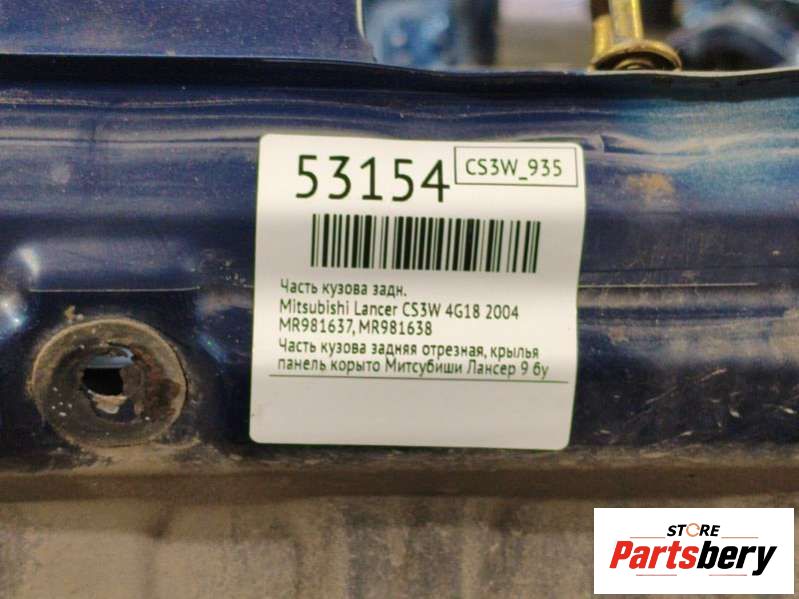 53154
CS3W_935
Часть кузова задн.
Mitsubishi Lancer CS3W 4G18 2004
MR981637, MR981638
Часть кузова задняя отрезная, крылья
панель корыто Митсубиши Лансер 9 бу
STORE
Partsbery